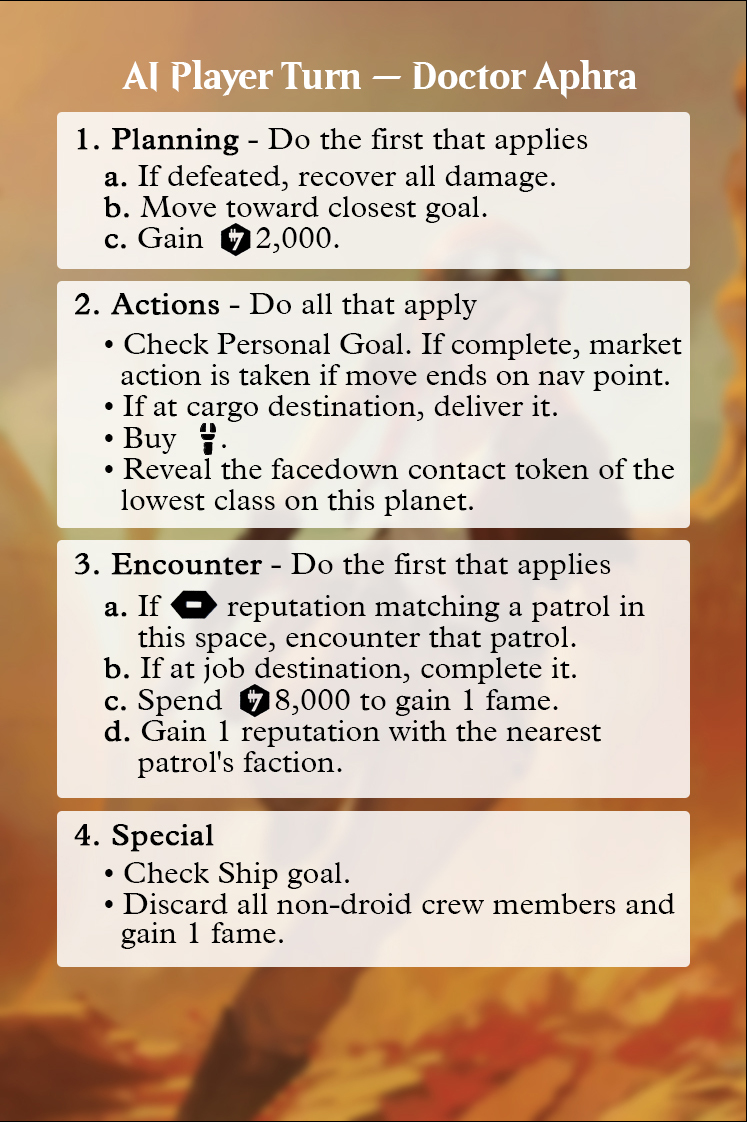 AI Player Turn — Doctor Aphra
1. Planning - Do the first that applies
a. If defeated, recover all damage.
b. Move toward closest goal.
c. Gain 2,000.
2. Actions - Do all that apply
• Check Personal Goal. If complete, market
action is taken if move ends on nav point.
• If at cargo destination, deliver it.
• Buy .
• Reveal the facedown contact token of the
lowest class on this planet.
3. Encounter - Do the first that applies
a. If reputation matching a patrol in
this space, encounter that patrol.
b. If at job destination, complete it.
c. Spend 8,000 to gain 1 fame.
d. Gain 1 reputation with the nearest
patrol's faction.
4. Special
• Check Ship goal.
• Discard all non-droid crew members and
gain 1 fame.